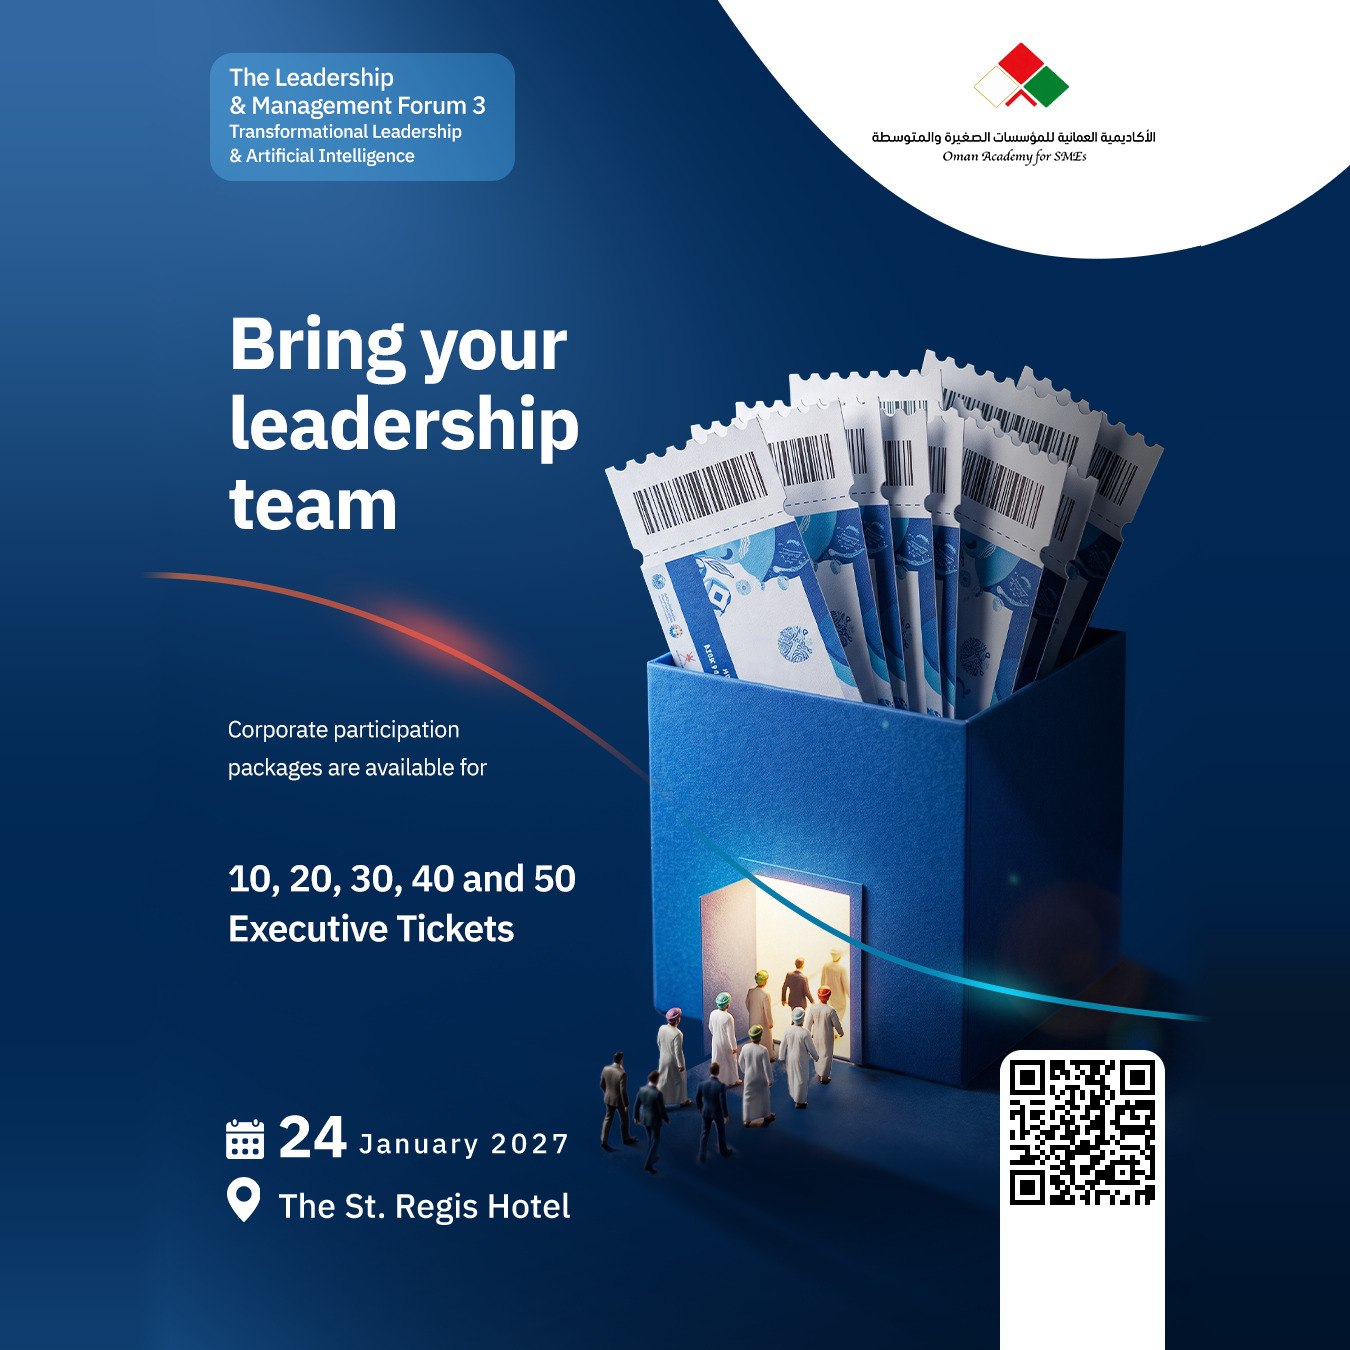 The Leadership
& Management Forum 3
Transformational Leadership
& Artificial Intelligence
الأكاديمية العمانية للمؤسسات الصغيرة والمتوسطة
Oman Academy for SMEs
Bring your
leadership
team
Corporate participation
packages are available for
10, 20, 30, 40 and 50
Executive Tickets
24 January 2027
The St. Regis Hotel